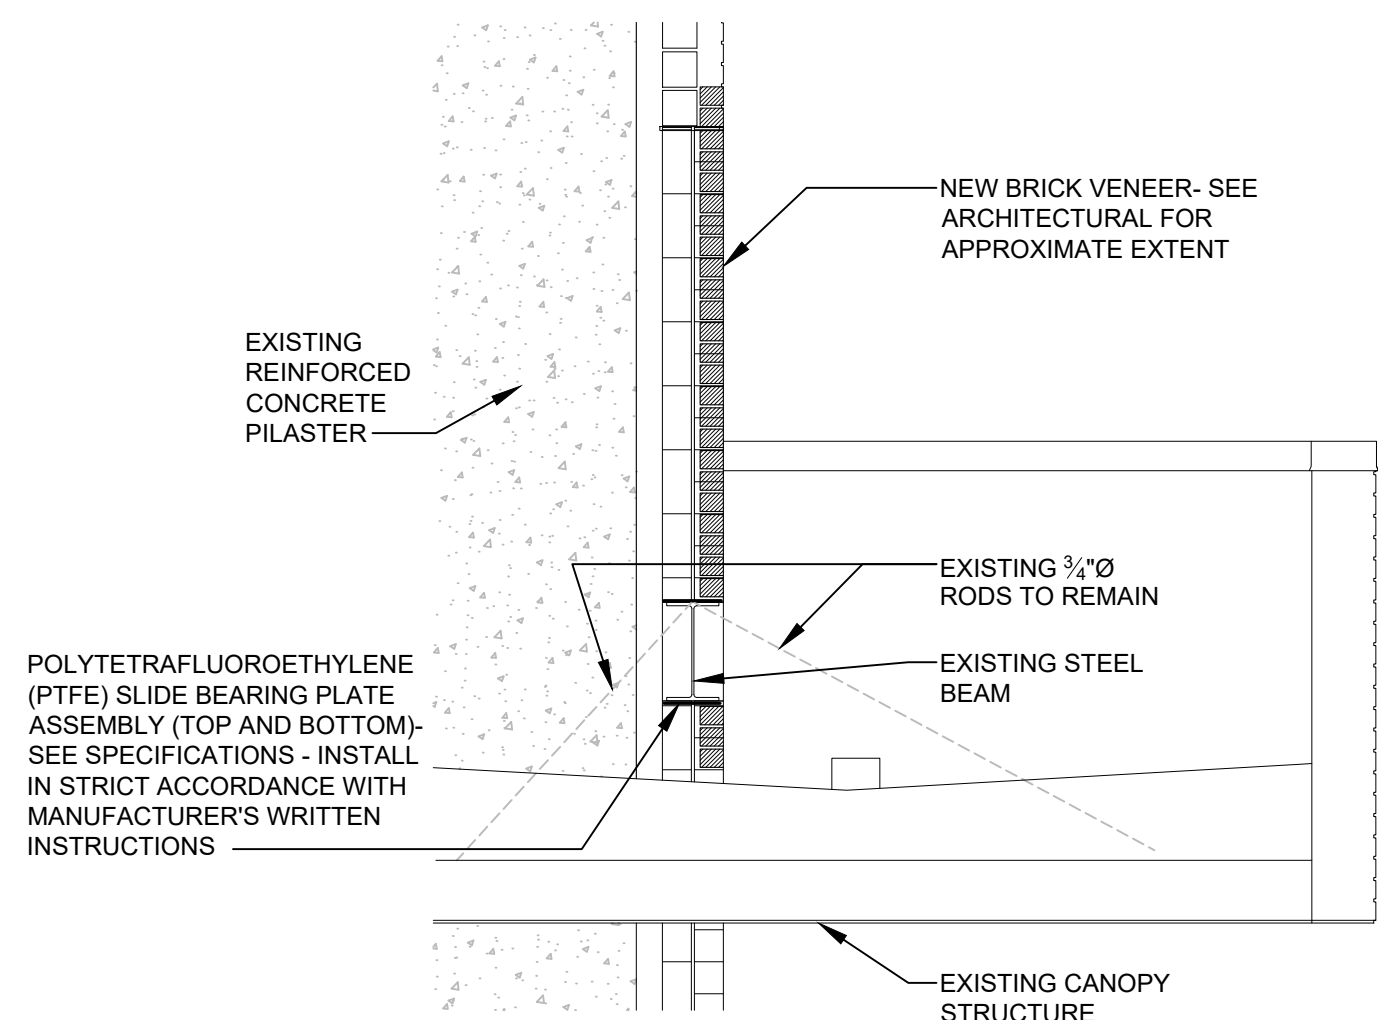 NEW BRICK VENEER- SEE
ARCHITECTURAL FOR
APPROXIMATE EXTENT
EXISTING
REINFORCED
CONCRETE
PILASTER
EXISTING ¾"Ø
RODS TO REMAIN
POLYTETRAFLUOROETHYLENE
(PTFE) SLIDE BEARING PLATE
ASSEMBLY (TOP AND BOTTOM)-
SEE SPECIFICATIONS - INSTALL
IN STRICT ACCORDANCE WITH
MANUFACTURER'S WRITTEN
INSTRUCTIONS
EXISTING STEEL
BEAM
EXISTING CANOPY
STRUCTURE